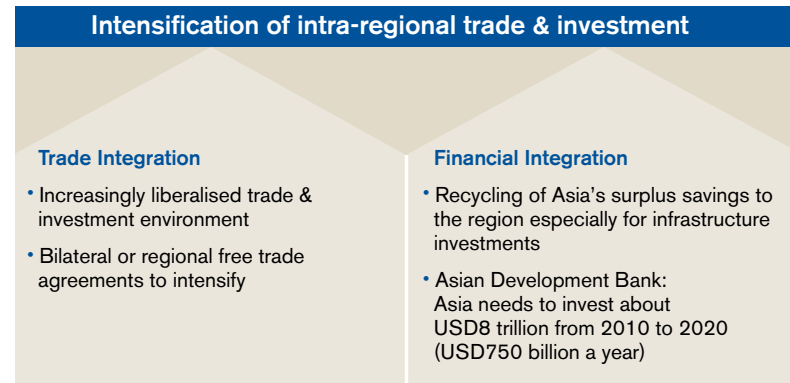 Intensification of intra-regional trade & investment
Trade Integration
• Increasingly liberalised trade &
investment environment
• Bilateral or regional free trade
agreements to intensify
Financial Integration
• Recycling of Asia's surplus savings to
the region especially for infrastructure
investments
• Asian Development Bank:
Asia needs to invest about
USD8 trillion from 2010 to 2020
(USD750 billion a year)